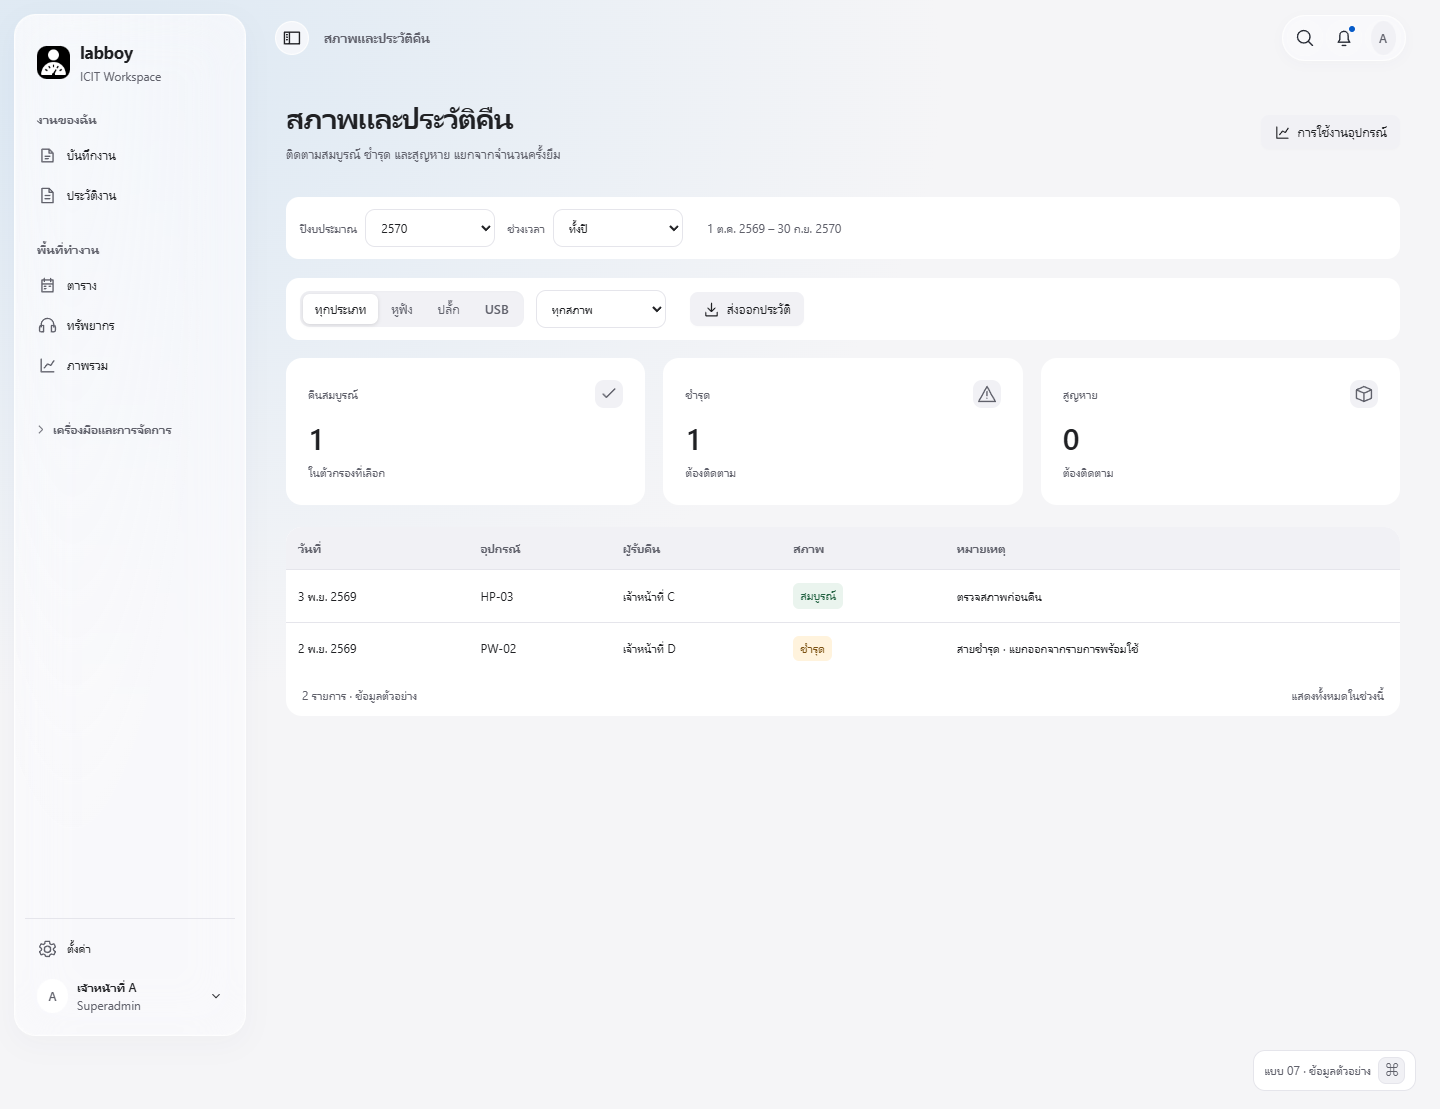 labboy
ICIT Workspace
งานของฉัน
บันทึกงาน
ประวัติงาน
พื้นที่ทำงาน
ตาราง
ทรัพยากร
ภาพรวม
เครื่องมือและการจัดการ
ตั้งค่า
A
เจ้าหน้าที่ A
Superadmin
สภาพและประวัติคืน
A
สภาพและประวัติคืน
ติดตามสมบูรณ์ ชำรุด และสูญหาย แยกจากจำนวนครั้งยืม
การใช้งานอุปกรณ์
ปีงบประมาณ 2570 ช่วงเวลา ทั้งปี 1 ต.ค. 2569 – 30 ก.ย. 2570
ทุกประเภท หูฟัง ปลั๊ก USB ทุกสภาพ ส่งออกประวัติ
คืนสมบูรณ์
1
ในตัวกรองที่เลือก
ชำรุด
1
ต้องติดตาม
สูญหาย
0
ต้องติดตาม
วันที่ อุปกรณ์ ผู้รับคืน สภาพ หมายเหตุ
3 พ.ย. 2569 HP-03 เจ้าหน้าที่ C สมบูรณ์ ตรวจสภาพก่อนคืน
2 พ.ย. 2569 PW-02 เจ้าหน้าที่ D ชำรุด สายชำรุด · แยกออกจากรายการพร้อมใช้
2 รายการ · ข้อมูลตัวอย่าง แสดงทั้งหมดในช่วงนี้
แบบ 07 · ข้อมูลตัวอย่าง ⌘